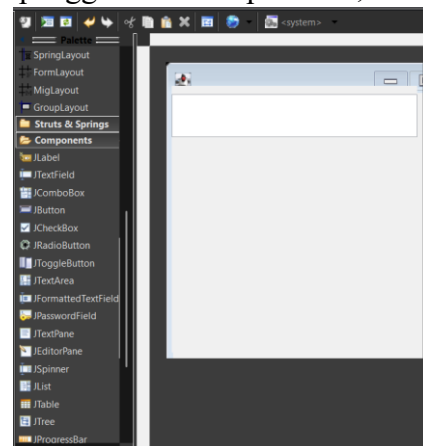 <system>
Palette
SpringLayout
FormLayout
MigLayout
GroupLayout
Struts & Springs
Components
JLabel
JTextField
JComboBox
JButton
JCheckBox
JRadioButton
JToggleButton
JTextArea
JFormattedTextField
JPasswordField
JTextPane
JEditorPane
JSpinner
JList
JTable
JTree
JProgressBar